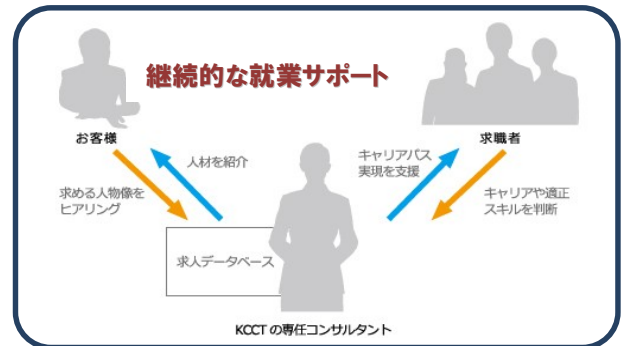 継続的な就業サポート
お客様
求職者
人材を紹介
キャリアパス
実現を支援
求める人物像を
ヒアリング
キャリアや適正
スキルを判断
求人データベース
KCCTの専任コンサルタント